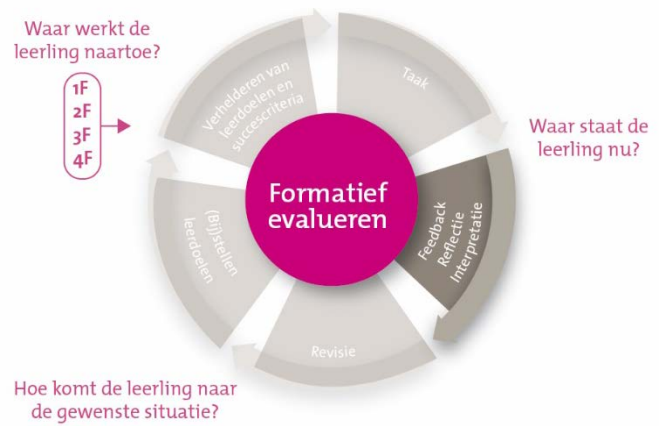 Waar werkt de
leerling naartoe?
1F
2F
3F
4F
Verhelderen van
leerdoelen en
succescriteria
Taak
Waar staat de
leerling nu?
Formatief
evalueren
Feedback
Reflectie
Interpretatie
(Bij)stellen
leerdoelen
Revisie
Hoe komt de leerling naar
de gewenste situatie?